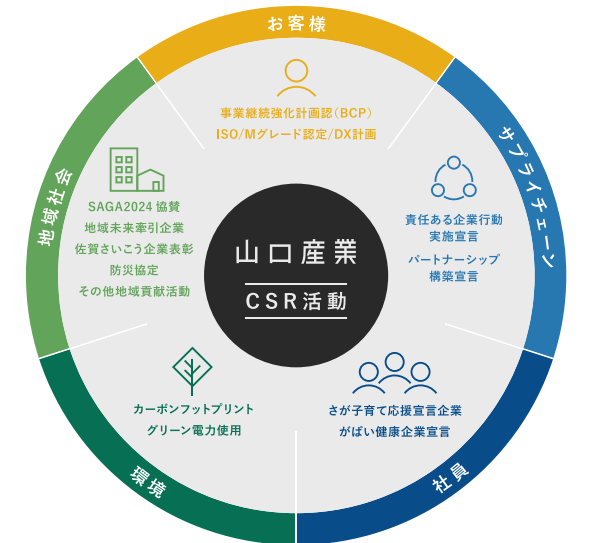 お客様
事業継続強化計画認（BCP）
ISO/Mグレード認定/DX計画
サプライチェーン
責任ある企業行動
実施宣言
パートナーシップ
構築宣言
地域社会
SAGA2024 協賛
地域未来牽引企業
佐賀さいこう企業表彰
防災協定
その他地域貢献活動
山口産業
CSR活動
環境
カーボンフットプリント
グリーン電力使用
社員
さが子育て応援宣言企業
がばい健康企業宣言